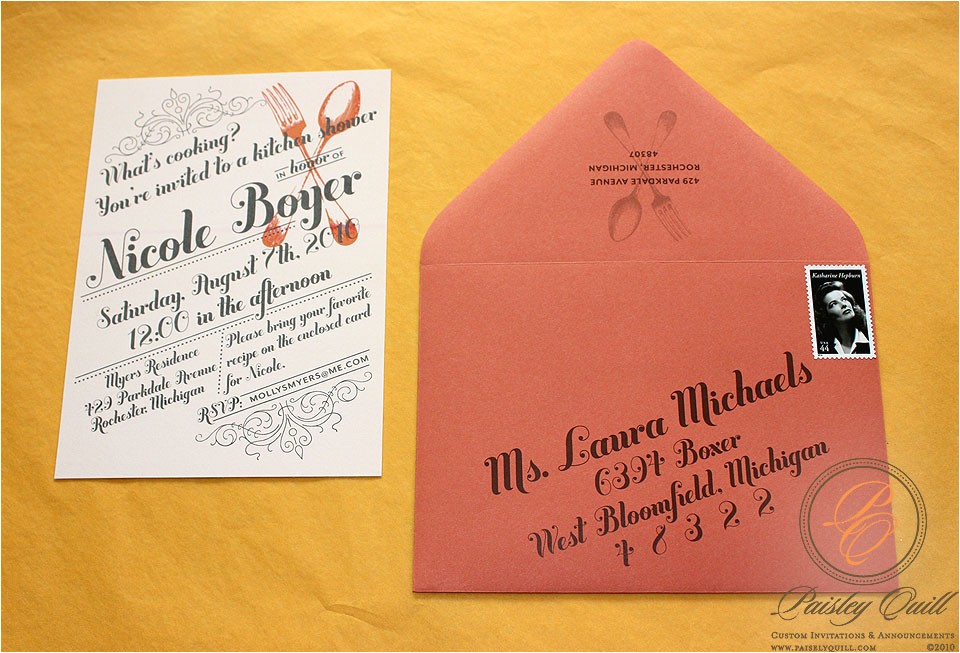 What's cooking?
You're invited to a kitchen shower
IN honor OF
Nicole Boyer
Saturday, August 7th, 2010
12:00 in the afternoon
Myers Residence
429 Parkdale Avenue
Rochester, Michigan
Please bring your favorite
recipe on the enclosed card
for Nicole.
RSVP: MOLLYSMYERS@ME.COM
429 PARKDALE AVENUE
ROCHESTER, MICHIGAN
48307
Katharine Hepburn
USA
44
Ms. Laura Michaels
6394 Boxer
West Bloomfield, Michigan
4 8 3 2 2
PQ
Paisley Quill
CUSTOM INVITATIONS & ANNOUNCEMENTS
WWW.PAISELYQUILL.COM ©2010